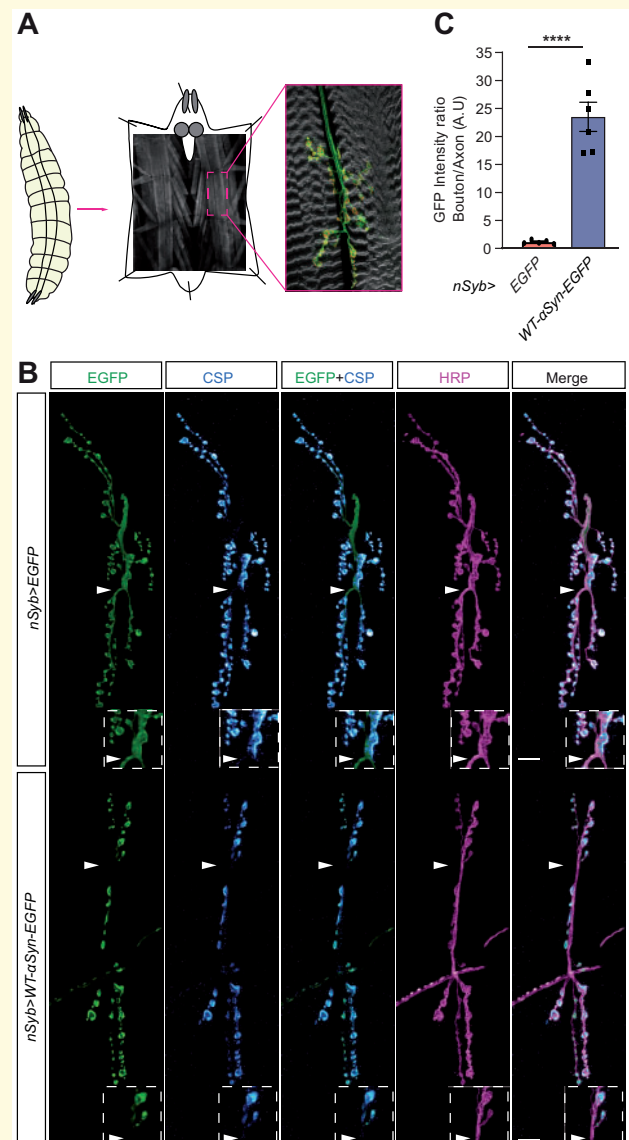 A
C
****
GFP Intensity ratio
Bouton/Axon (A.U)
35
30
25
20
15
10
5
0
nSyb>
EGFP
WT-αSyn-EGFP
B
EGFP
CSP
EGFP+CSP
HRP
Merge
nSyb>EGFP
nSyb>WT-αSyn-EGFP